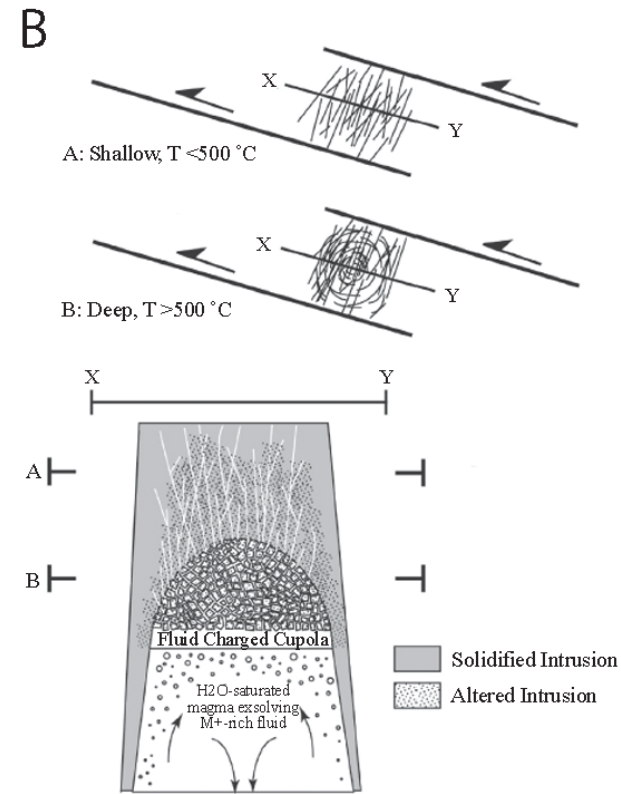 B
X
Y
A: Shallow, T <500 ˚C
X
Y
B: Deep, T >500 ˚C
X
Y
A
B
Fluid Charged Cupola
H2O-saturated
magma exsolving
M+-rich fluid
Solidified Intrusion
Altered Intrusion